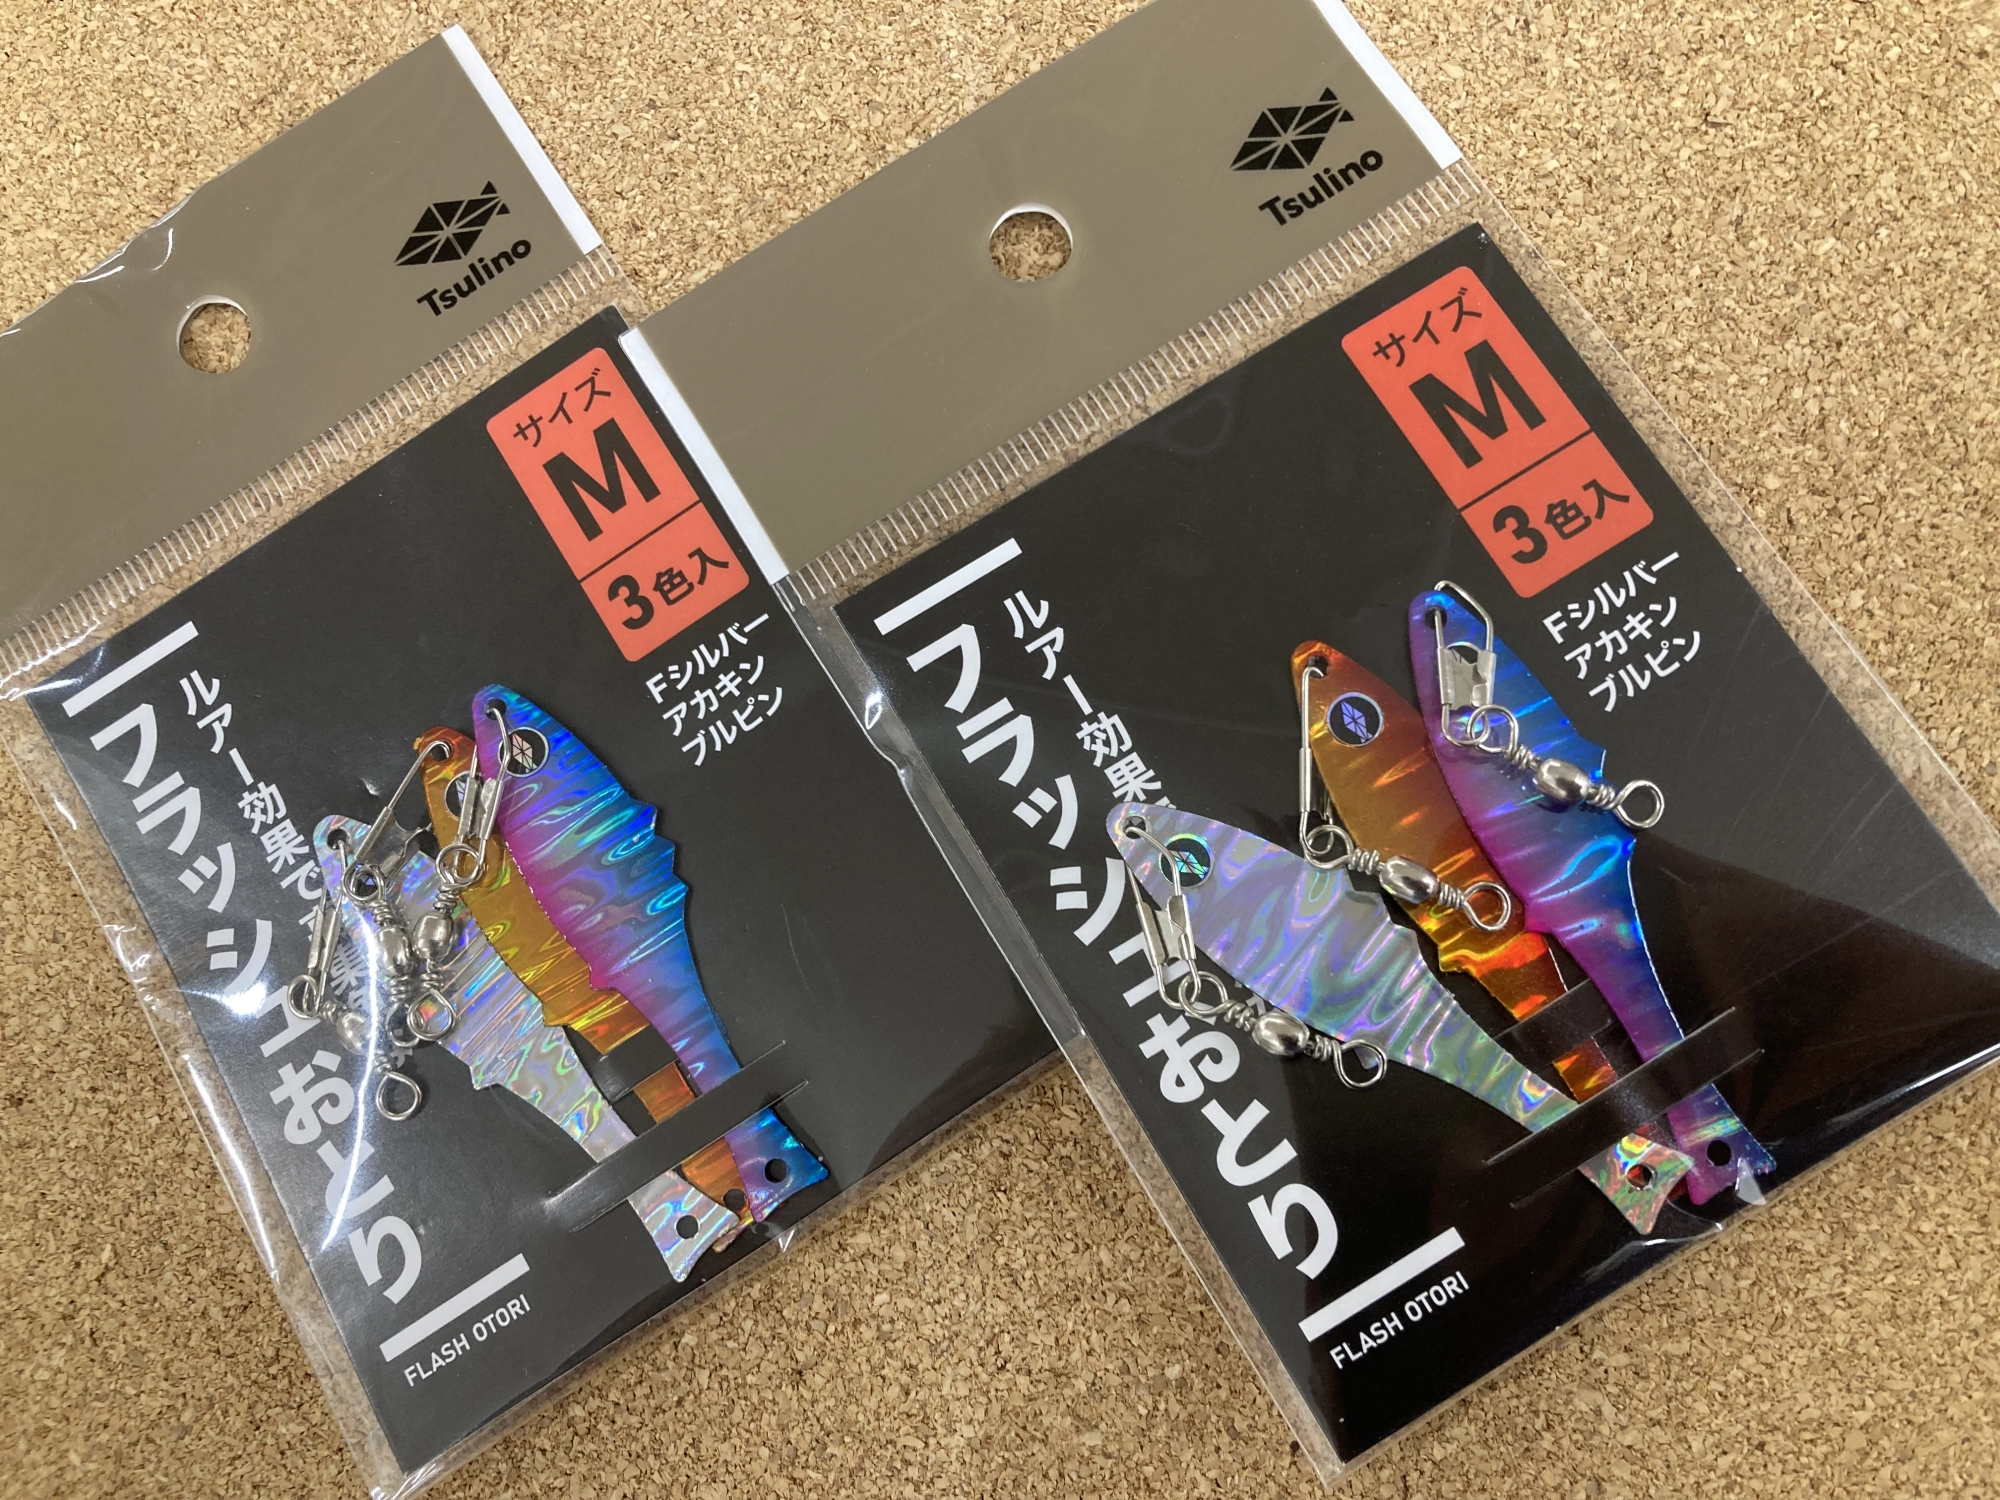 Tsulino
サイズ
M
3色入
Fシルバー
アカキン
ブルピン
ルアー効果で
フラッシュおとり
FLASH OTORI
Tsulino
サイズ
M
3色入
Fシルバー
アカキン
ブルピン
ルアー効果
フラッシュおとり
FLASH OTORI